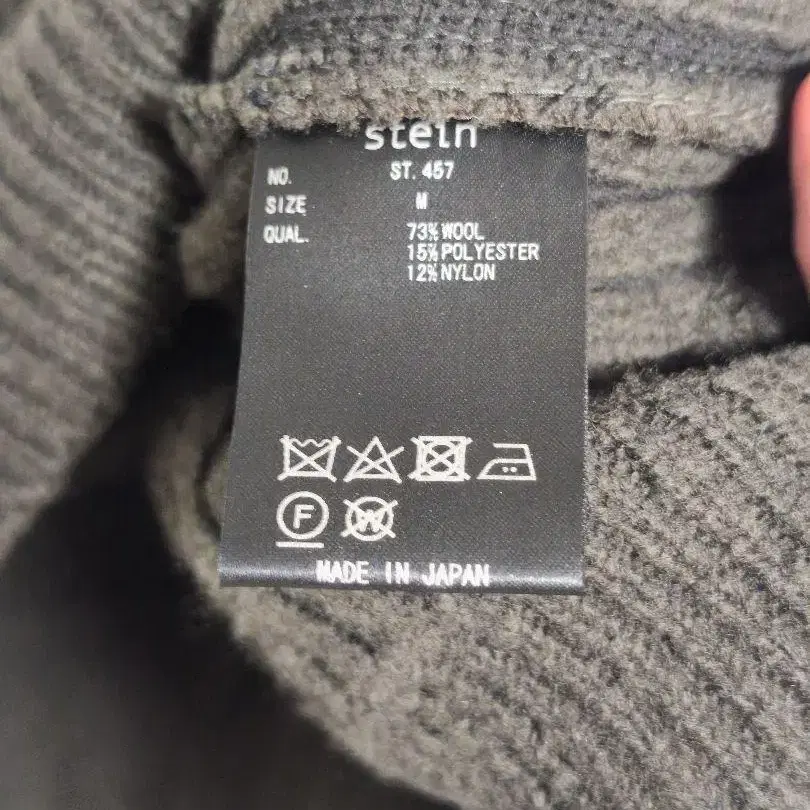 stein
NO. ST.457
SIZE M
QUAL. 73% WOOL
15% POLYESTER
12% NYLON
F W
MADE IN JAPAN